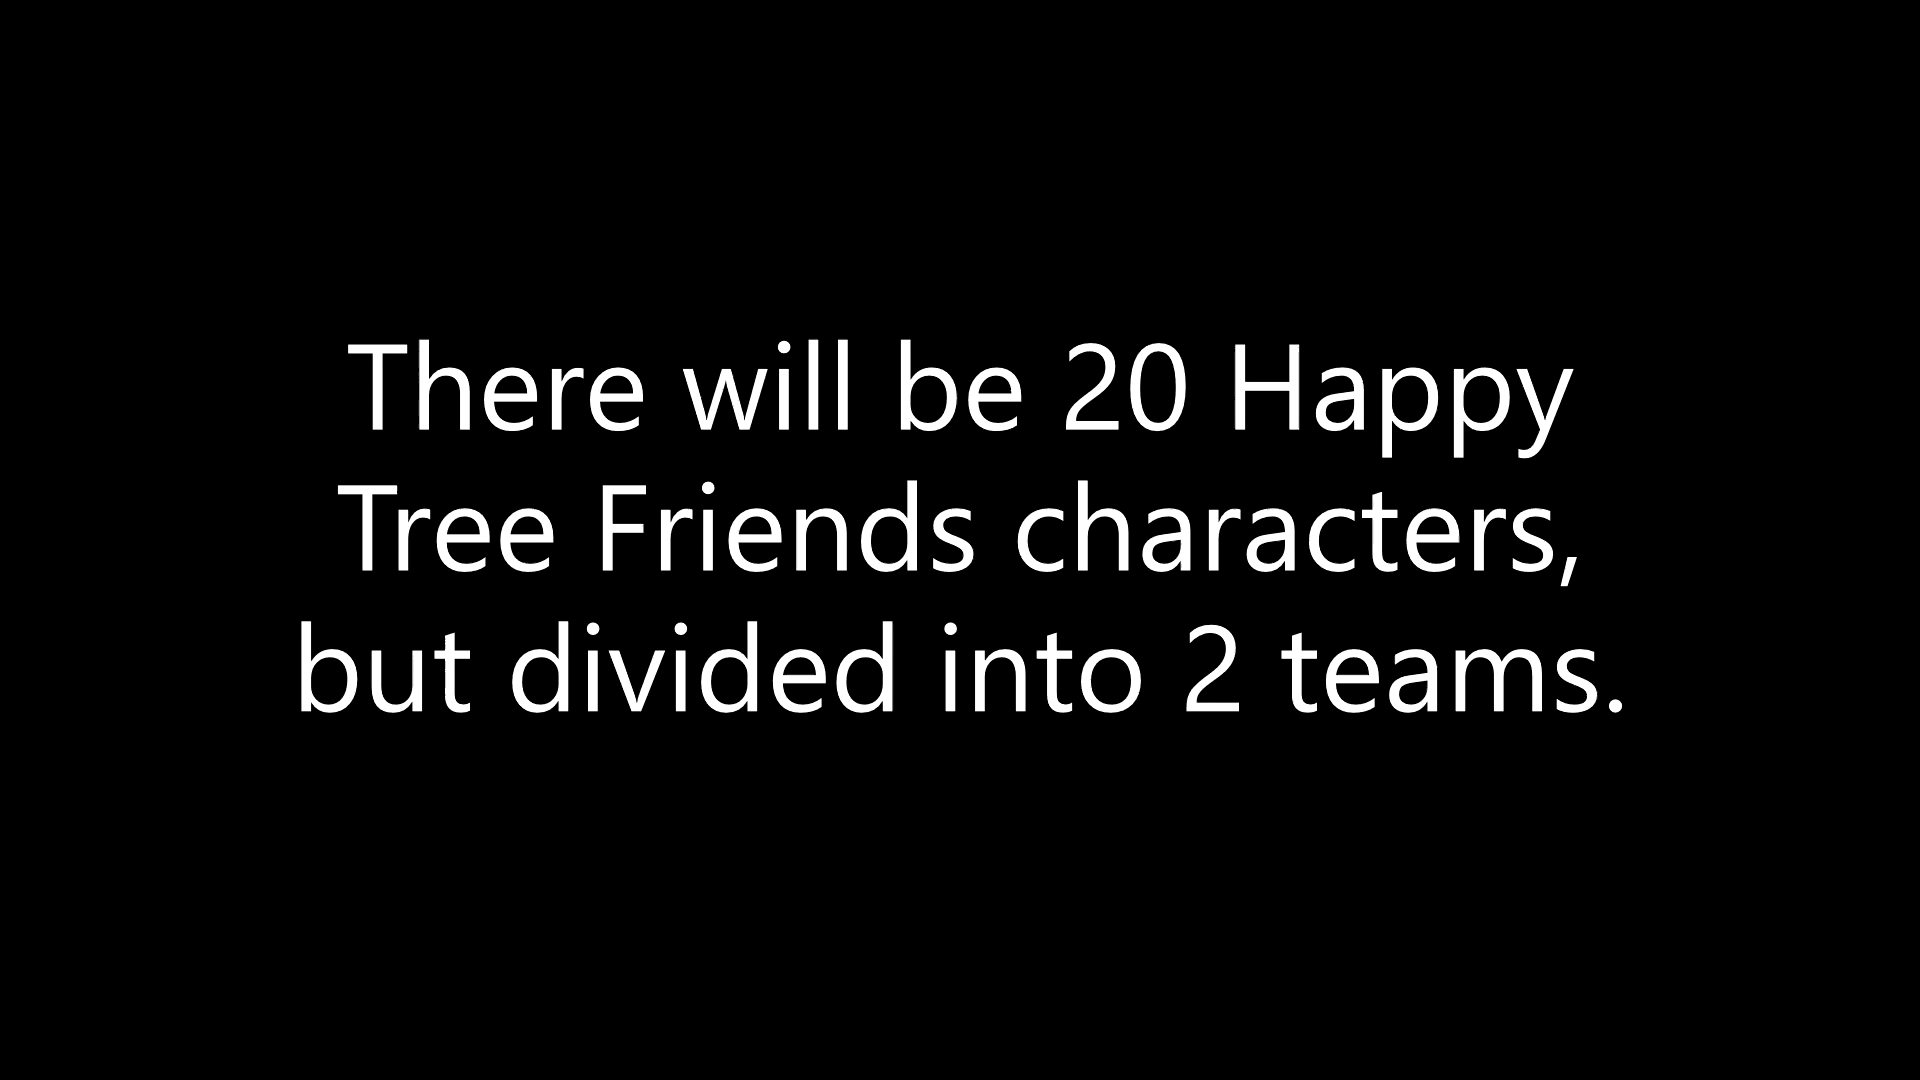 There will be 20 Happy
Tree Friends characters,
but divided into 2 teams.